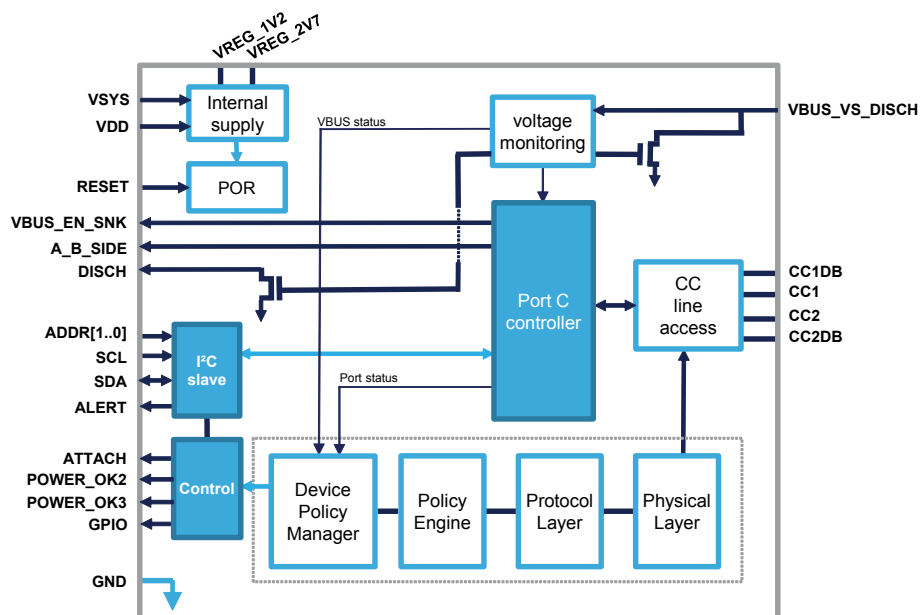 VREG_1V2
VREG_2V7
VSYS
VDD
RESET
VBUS_EN_SNK
A_B_SIDE
DISCH
ADDR[1..0]
SCL
SDA
ALERT
ATTACH
POWER_OK2
POWER_OK3
GPIO
GND
Internal
supply
POR
VBUS status
voltage
monitoring
VBUS_VS_DISCH
Port C
controller
CC
line
access
CC1DB
CC1
CC2
CC2DB
I²C
slave
Port status
Control
Device
Policy
Manager
Policy
Engine
Protocol
Layer
Physical
Layer